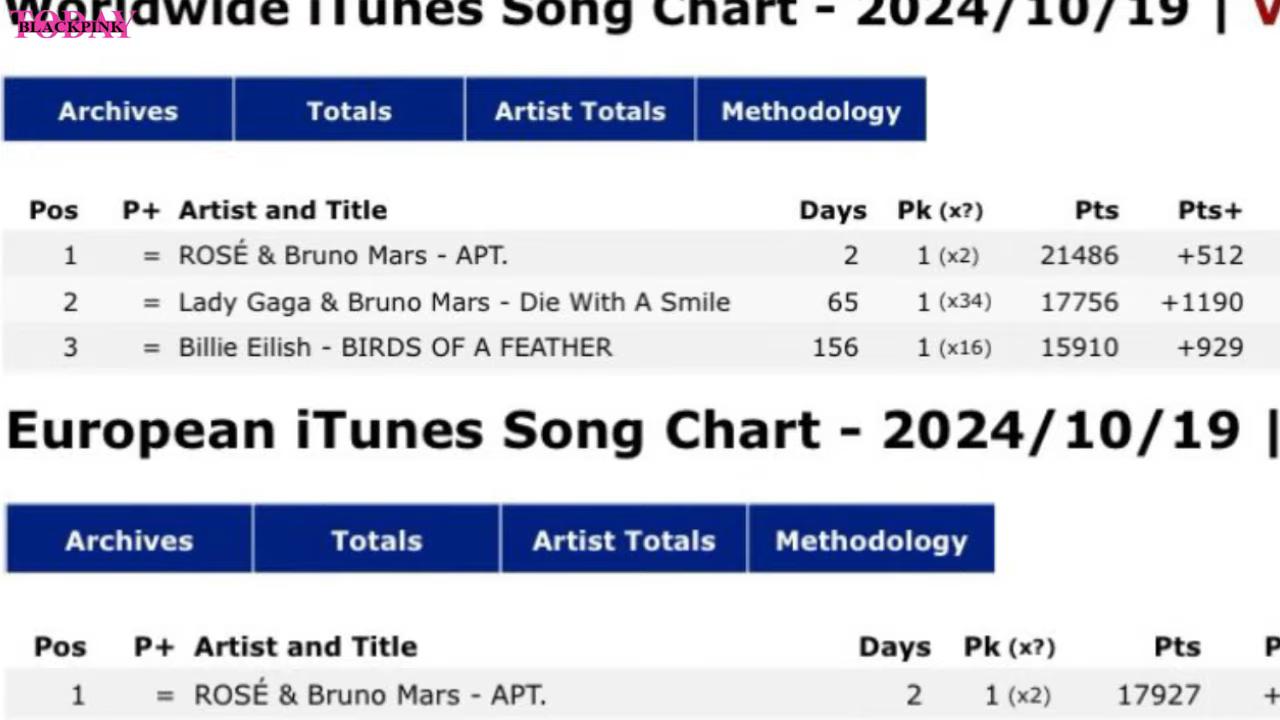 Worldwide iTunes Song Chart - 2024/10/19 |
TODAY
BLACKPINK
Archives Totals Artist Totals Methodology
Pos P+ Artist and Title Days Pk (x?) Pts Pts+
1 = ROSÉ & Bruno Mars - APT. 2 1 (x2) 21486 +512
2 = Lady Gaga & Bruno Mars - Die With A Smile 65 1 (x34) 17756 +1190
3 = Billie Eilish - BIRDS OF A FEATHER 156 1 (x16) 15910 +929
European iTunes Song Chart - 2024/10/19 |
Archives Totals Artist Totals Methodology
Pos P+ Artist and Title Days Pk (x?) Pts P
1 = ROSÉ & Bruno Mars - APT. 2 1 (x2) 17927 +